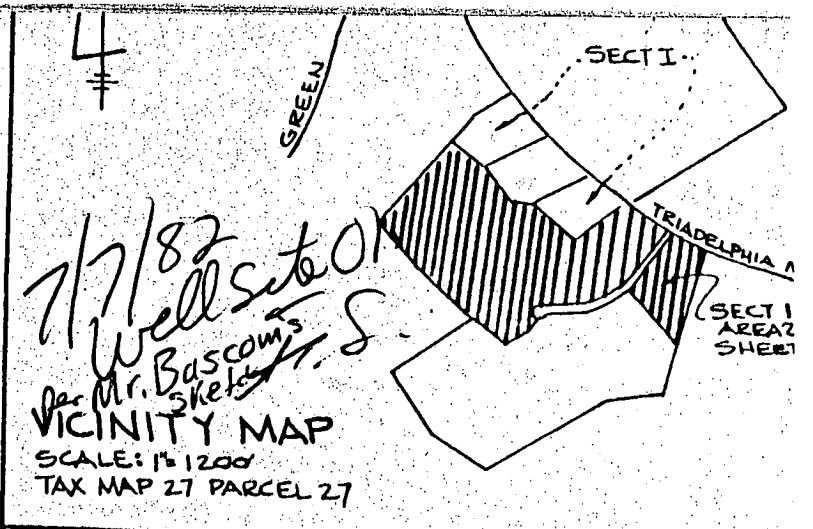 SECT I
GREEN
TRIADELPHIA
SECT I
AREA 2
SHEET
7/7/82
Well Site OK
per Mr. Bascom's
sketch
VICINITY MAP
SCALE: 1"=1200'
TAX MAP 27 PARCEL 27